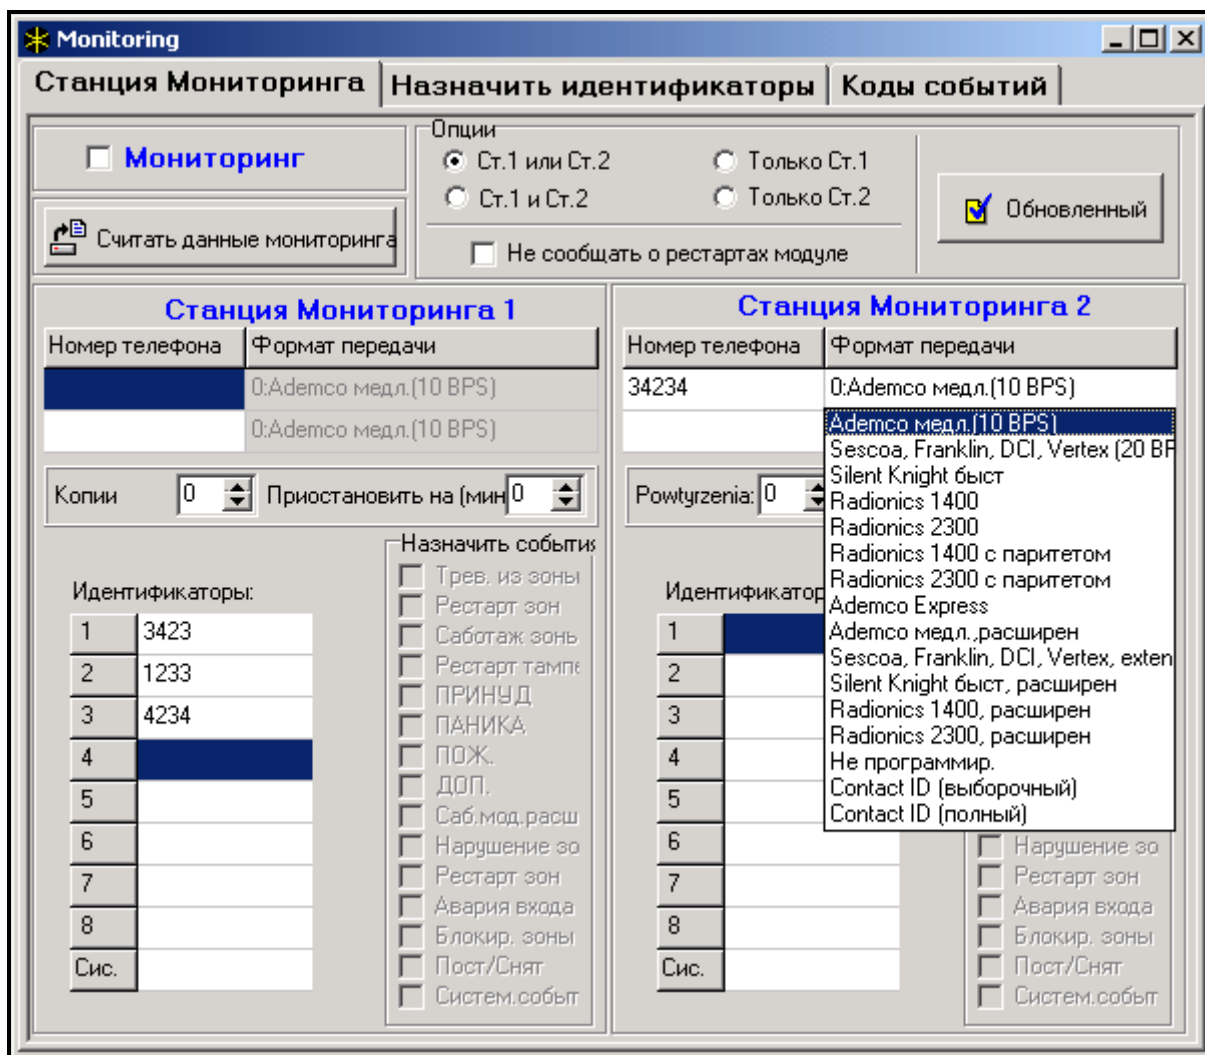 Monitoring
Станция Мониторинга Назначить идентификаторы Коды событий
Мониторинг
Считать данные мониторинга
Опции
Ст.1 или Ст.2 Только Ст.1
Ст.1 и Ст.2 Только Ст.2
Не сообщать о рестартах модуле
Обновленный
Станция Мониторинга 1
Номер телефона Формат передачи
0:Ademco медл.(10 BPS)
0:Ademco медл.(10 BPS)
Копии 0 Приостановить на (мин 0
Идентификаторы:
1 3423
2 1233
3 4234
4
5
6
7
8
Сис.
Назначить события
Трев. из зоны
Рестарт зон
Саботаж зонь
Рестарт тампе
ПРИНУД
ПАНИКА
ПОЖ.
ДОП.
Саб.мод.расш
Нарушение зо
Рестарт зон
Авария входа
Блокир. зоны
Пост/Снят
Систем.событ
Станция Мониторинга 2
Номер телефона Формат передачи
34234 0:Ademco медл.(10 BPS)
Ademco медл.(10 BPS)
Sescoa, Franklin, DCI, Vertex (20 BP
Silent Knight быст
Radionics 1400
Radionics 2300
Radionics 1400 с паритетом
Radionics 2300 с паритетом
Ademco Express
Ademco медл.,расширен
Sescoa, Franklin, DCI, Vertex, exten
Silent Knight быст, расширен
Radionics 1400, расширен
Radionics 2300, расширен
Не программир.
Contact ID (выборочный)
Contact ID (полный)
Powtyrzenia: 0
Идентификатор
1
2
3
4
5
6
7
8
Сис.
Нарушение зо
Рестарт зон
Авария входа
Блокир. зоны
Пост/Снят
Систем.событ